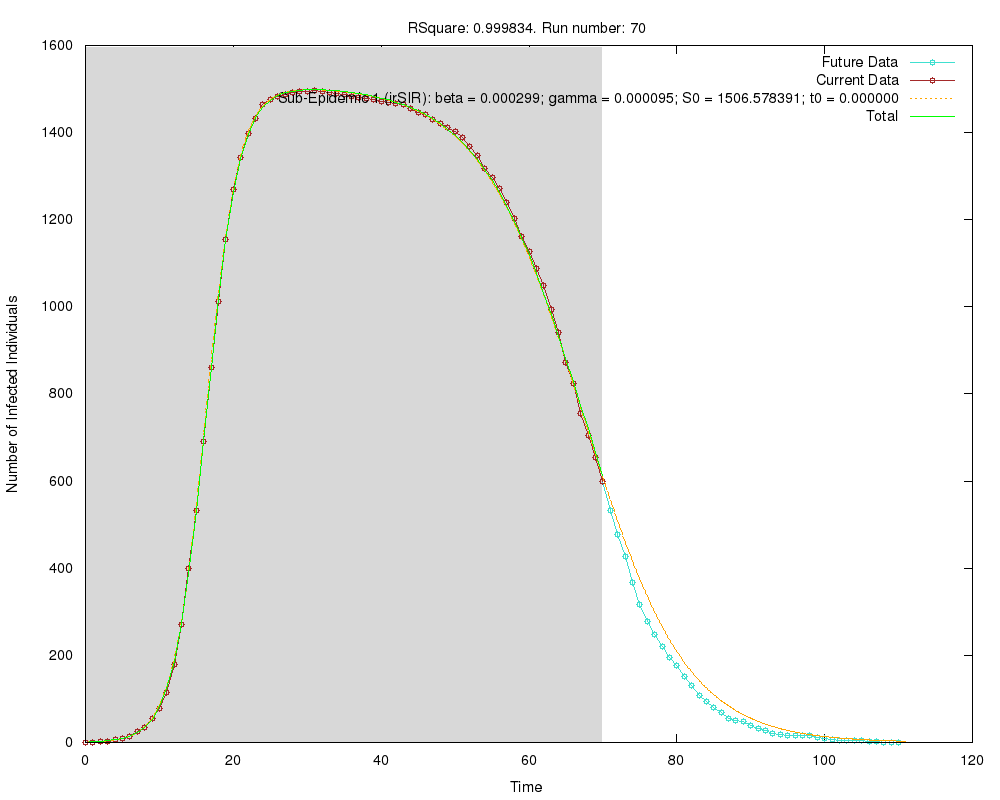 RSquare: 0.999834. Run number: 70
1600
1400
1200
1000
800
600
400
200
0
Number of Infected Individuals
Future Data
Current Data
Sub-Epidemic 1 (irSIR): beta = 0.000299; gamma = 0.000095; S0 = 1506.578391; t0 = 0.000000
Total
0 20 40 60 80 100 120
Time